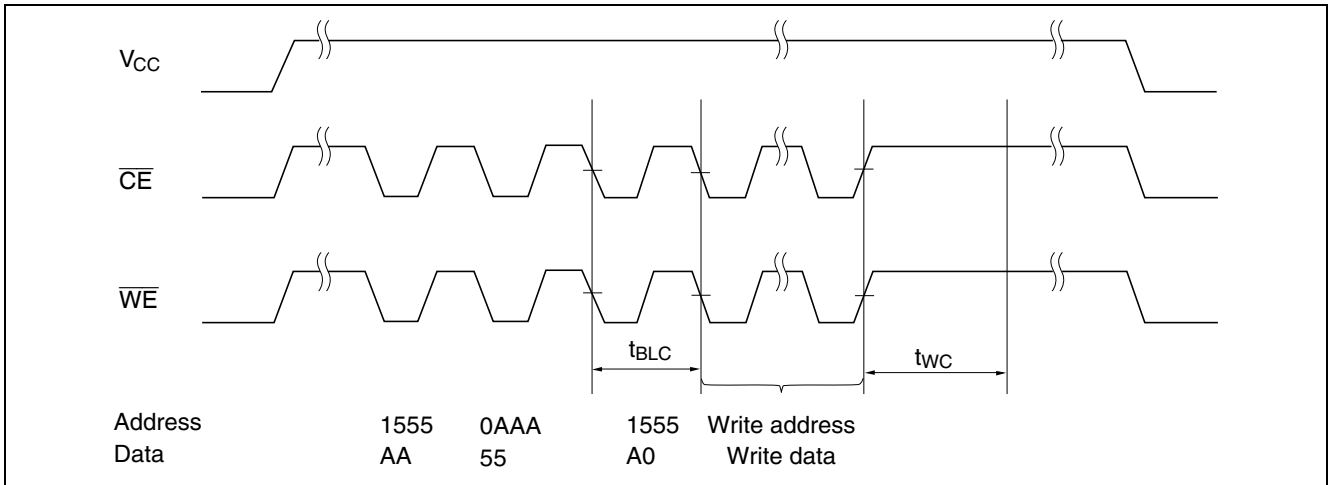 VCC
CE
WE
tBLC
tWC
Address 1555 0AAA 1555 Write address
Data AA 55 A0 Write data